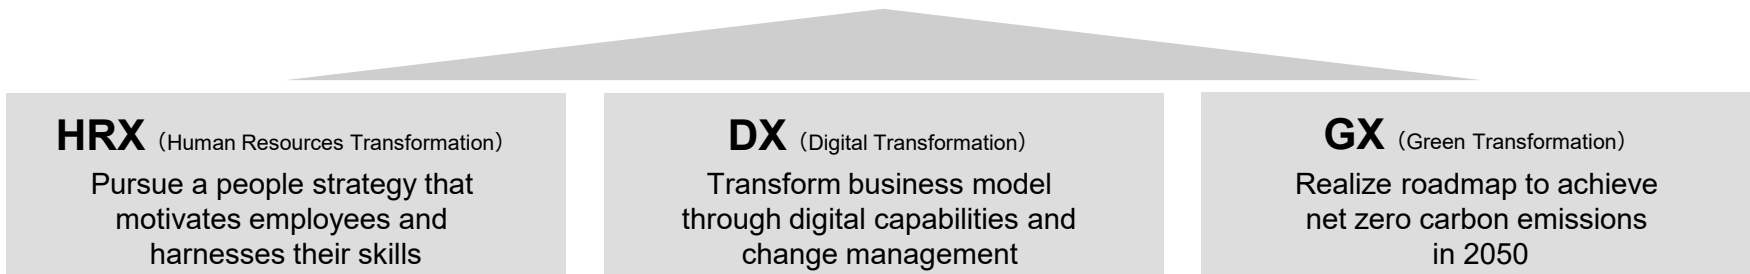 HRX（Human Resources Transformation）
Pursue a people strategy that
motivates employees and
harnesses their skills
DX（Digital Transformation）
Transform business model
through digital capabilities and
change management
GX（Green Transformation）
Realize roadmap to achieve
net zero carbon emissions
in 2050